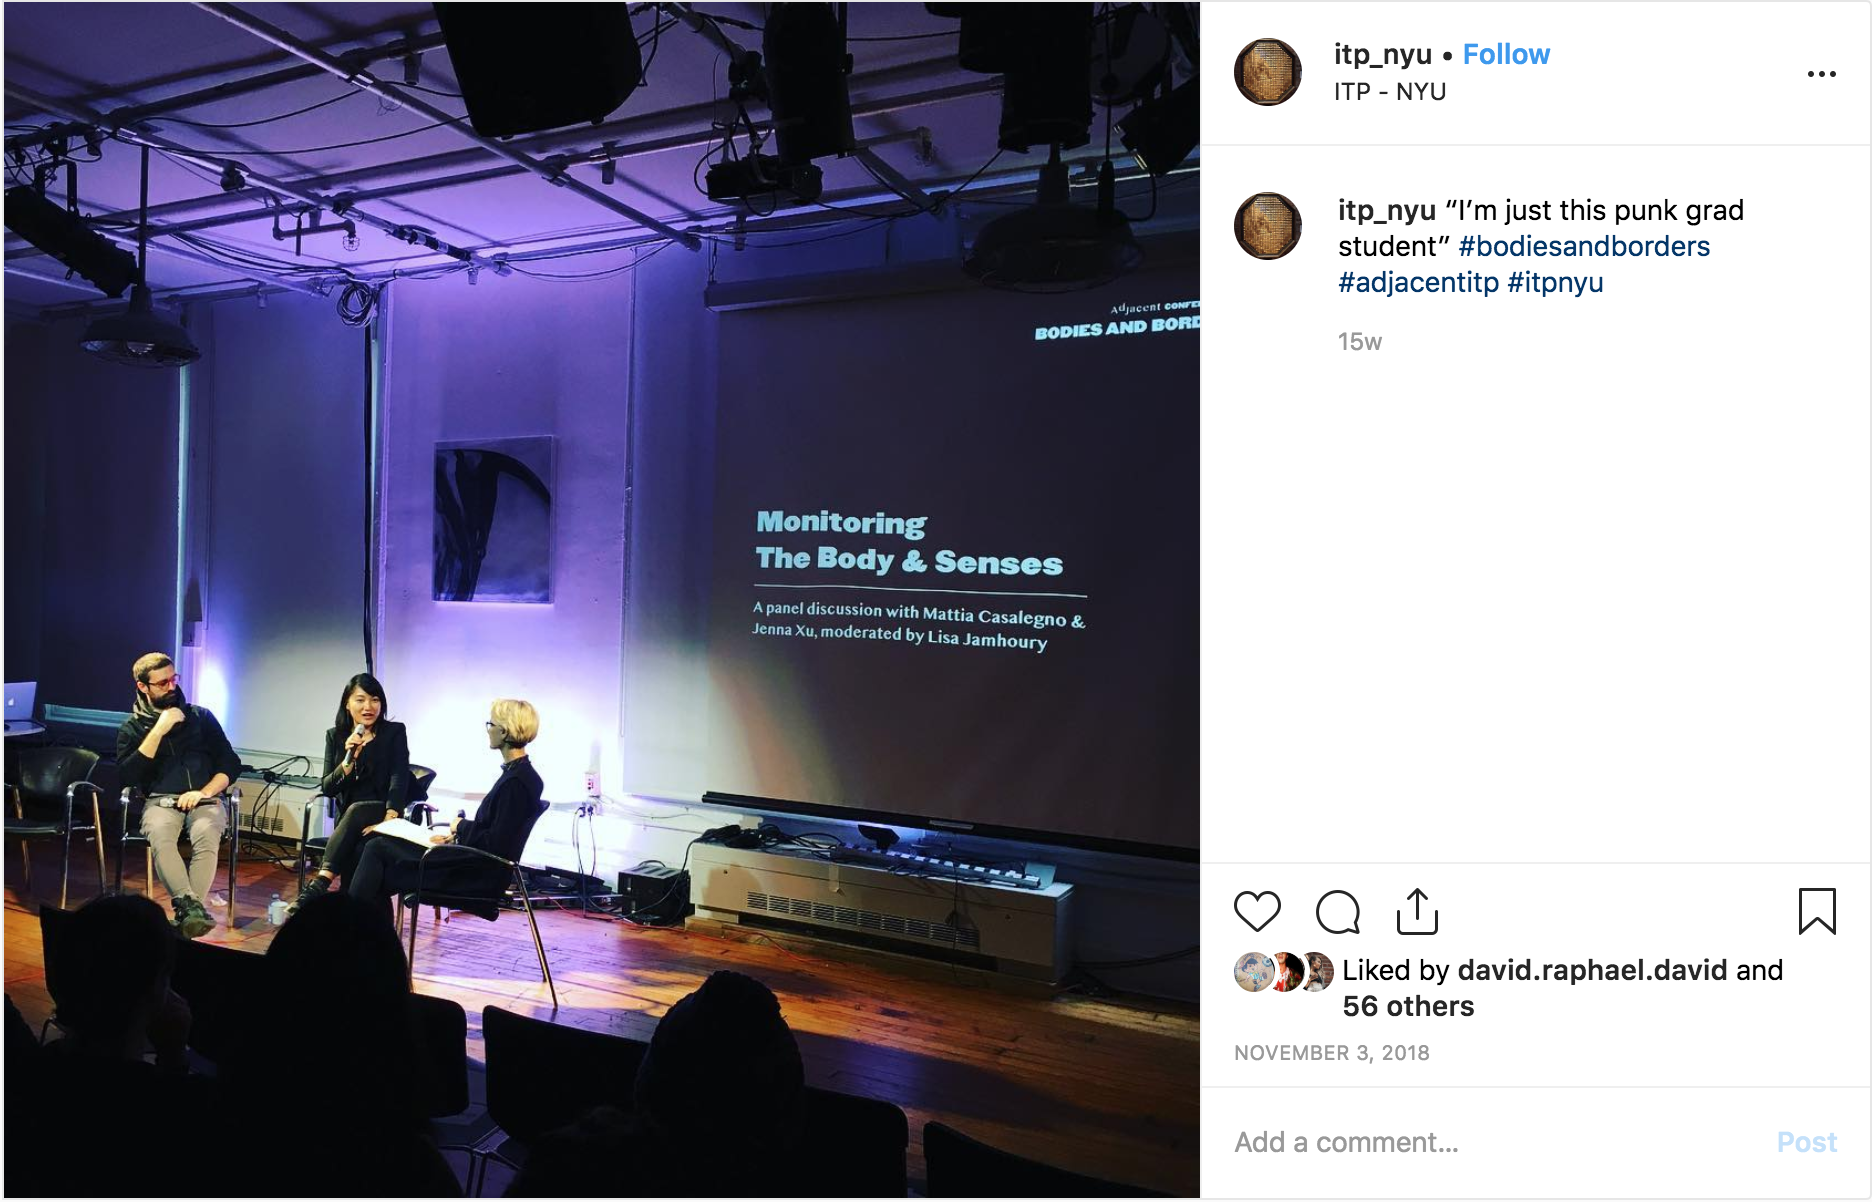 Adjacent CONFE
BODIES AND BORD
Monitoring
The Body & Senses
A panel discussion with Mattia Casalegno &
Jenna Xu, moderated by Lisa Jamhoury
itp_nyu • Follow
ITP - NYU
itp_nyu “I’m just this punk grad
student” #bodiesandborders
#adjacentitp #itpnyu
15w
Liked by david.raphael.david and
56 others
NOVEMBER 3, 2018
Add a comment...
Post